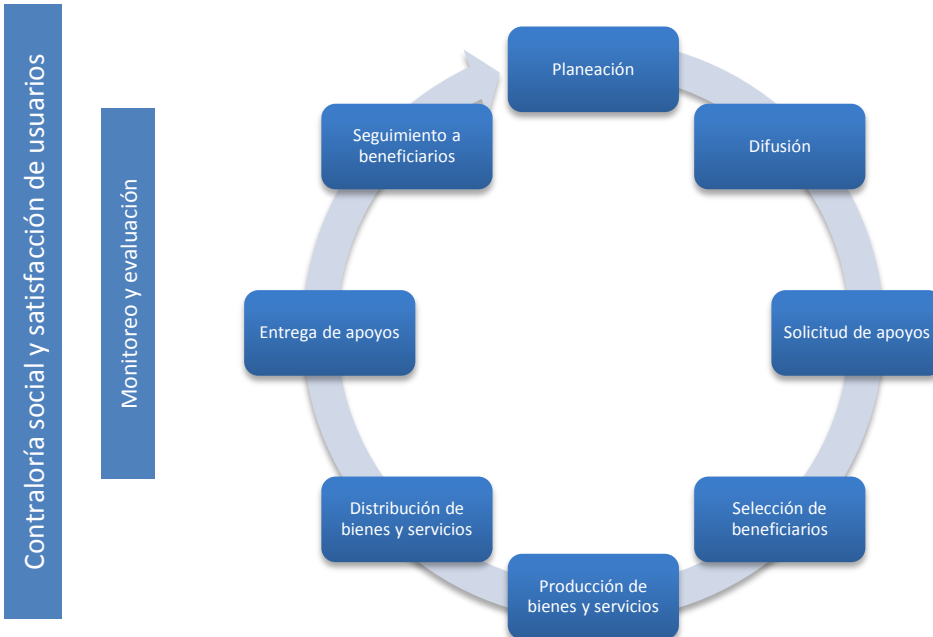 Contraloría social y satisfacción de usuarios
Monitoreo y evaluación
Planeación
Difusión
Solicitud de apoyos
Selección de
beneficiarios
Producción de
bienes y servicios
Distribución de
bienes y servicios
Entrega de apoyos
Seguimiento a
beneficiarios